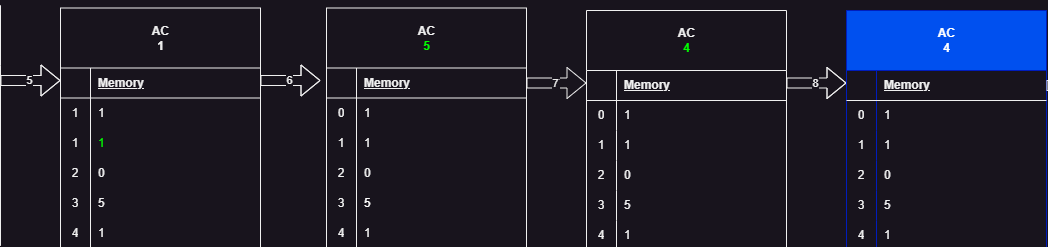 AC AC AC AC
1 5 4 4
5 Memory 6 Memory 7 Memory 8 Memory
1 1 0 1 0 1 0 1
1 1 1 1 1 1 1 1
2 0 2 0 2 0 2 0
3 5 3 5 3 5 3 5
4 1 4 1 4 1 4 1